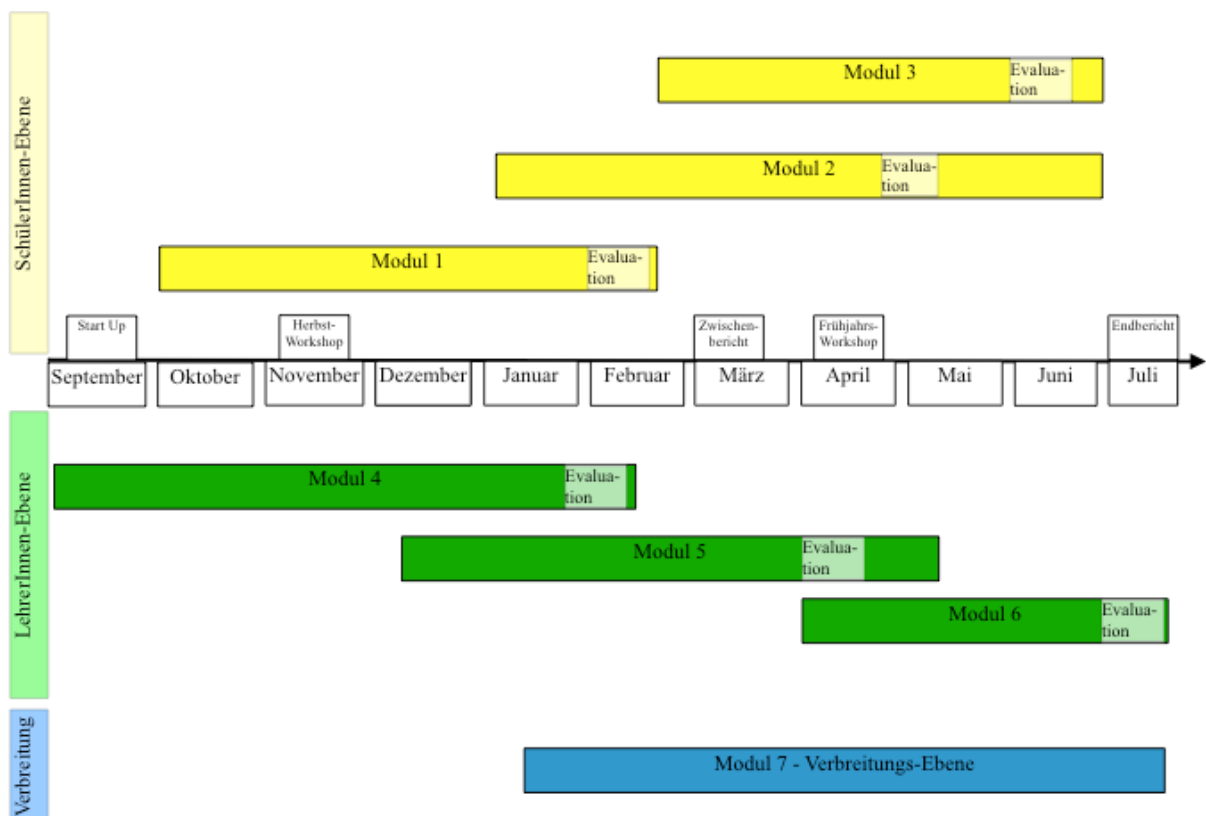 SchülerInnen-Ebene
Modul 3
Evalua-
tion
Modul 2
Evalua-
tion
Modul 1
Evalua-
tion
Start Up
Herbst-
Workshop
Zwischen-
bericht
Frühjahrs-
Workshop
Endbericht
September
Oktober
November
Dezember
Januar
Februar
März
April
Mai
Juni
Juli
LehrerInnen-Ebene
Modul 4
Evalua-
tion
Modul 5
Evalua-
tion
Modul 6
Evalua-
tion
Verbreitung
Modul 7 - Verbreitungs-Ebene